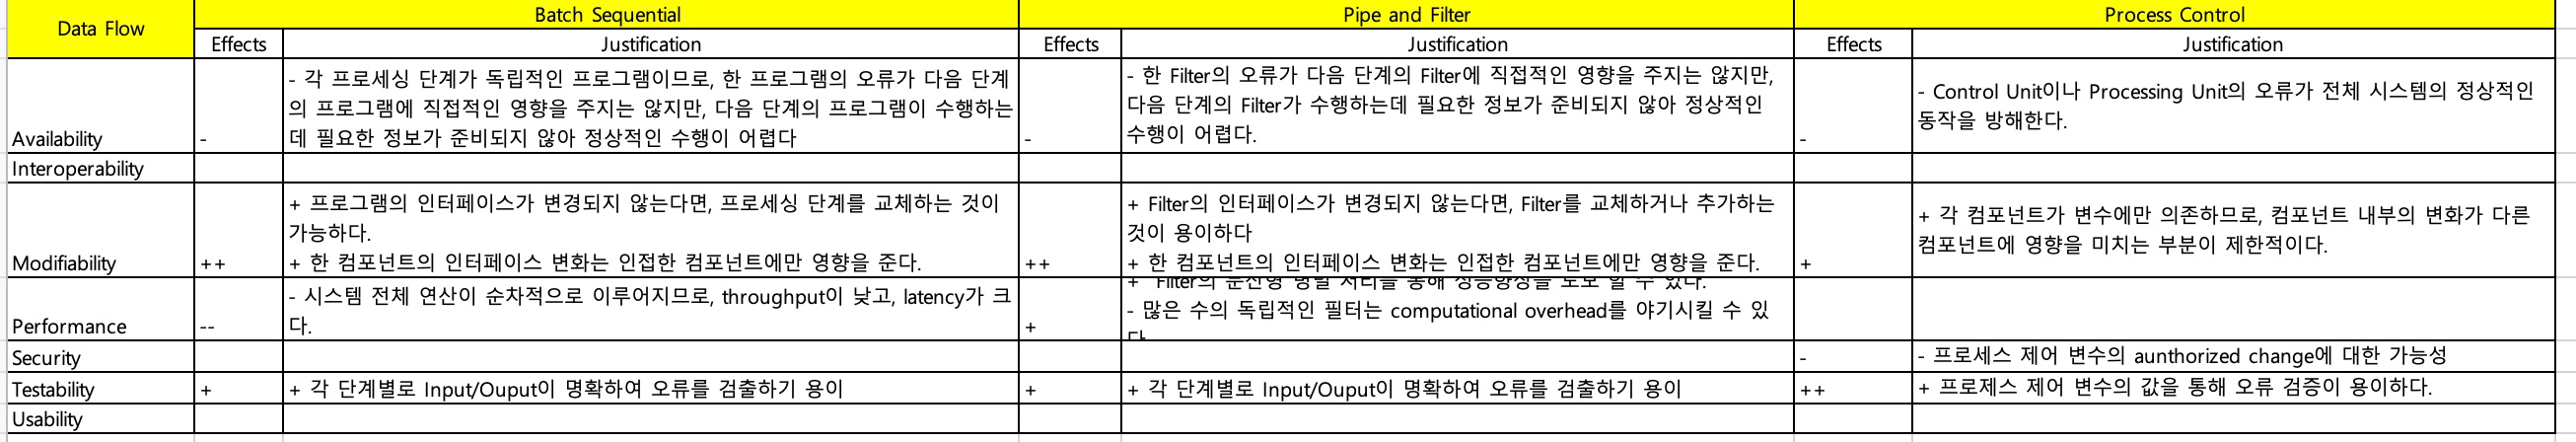 Data Flow
Batch Sequential
Pipe and Filter
Process Control
Effects
Justification
Effects
Justification
Effects
Justification
Availability
-
- 각 프로세싱 단계가 독립적인 프로그램이므로, 한 프로그램의 오류가 다음 단계
의 프로그램에 직접적인 영향을 주지는 않지만, 다음 단계의 프로그램이 수행하는
데 필요한 정보가 준비되지 않아 정상적인 수행이 어렵다
-
- 한 Filter의 오류가 다음 단계의 Filter에 직접적인 영향을 주지는 않지만,
다음 단계의 Filter가 수행하는데 필요한 정보가 준비되지 않아 정상적인
수행이 어렵다.
-
- Control Unit이나 Processing Unit의 오류가 전체 시스템의 정상적인
동작을 방해한다.
Interoperability
Modifiability
++
+ 프로그램의 인터페이스가 변경되지 않는다면, 프로세싱 단계를 교체하는 것이
가능하다.
+ 한 컴포넌트의 인터페이스 변화는 인접한 컴포넌트에만 영향을 준다.
++
+ Filter의 인터페이스가 변경되지 않는다면, Filter를 교체하거나 추가하는
것이 용이하다
+ 한 컴포넌트의 인터페이스 변화는 인접한 컴포넌트에만 영향을 준다.
+
+ 각 컴포넌트가 변수에만 의존하므로, 컴포넌트 내부의 변화가 다른
컴포넌트에 영향을 미치는 부분이 제한적이다.
Performance
--
- 시스템 전체 연산이 순차적으로 이루어지므로, throughput이 낮고, latency가 크
다.
+
+ Filter의 분산형 병렬 처리를 통해 성능향상을 도모 할 수 있다.
- 많은 수의 독립적인 필터는 computational overhead를 야기시킬 수 있
Security
-
- 프로세스 제어 변수의 aunthorized change에 대한 가능성
Testability
+
+ 각 단계별로 Input/Ouput이 명확하여 오류를 검출하기 용이
+
+ 각 단계별로 Input/Ouput이 명확하여 오류를 검출하기 용이
++
+ 프로제스 제어 변수의 값을 통해 오류 검증이 용이하다.
Usability